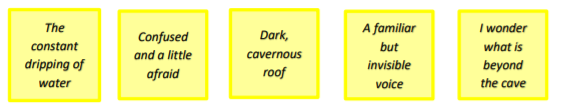 The
constant
dripping of
water
Confused
and a little
afraid
Dark,
cavernous
roof
A familiar
but
invisible
voice
I wonder
what is
beyond
the cave